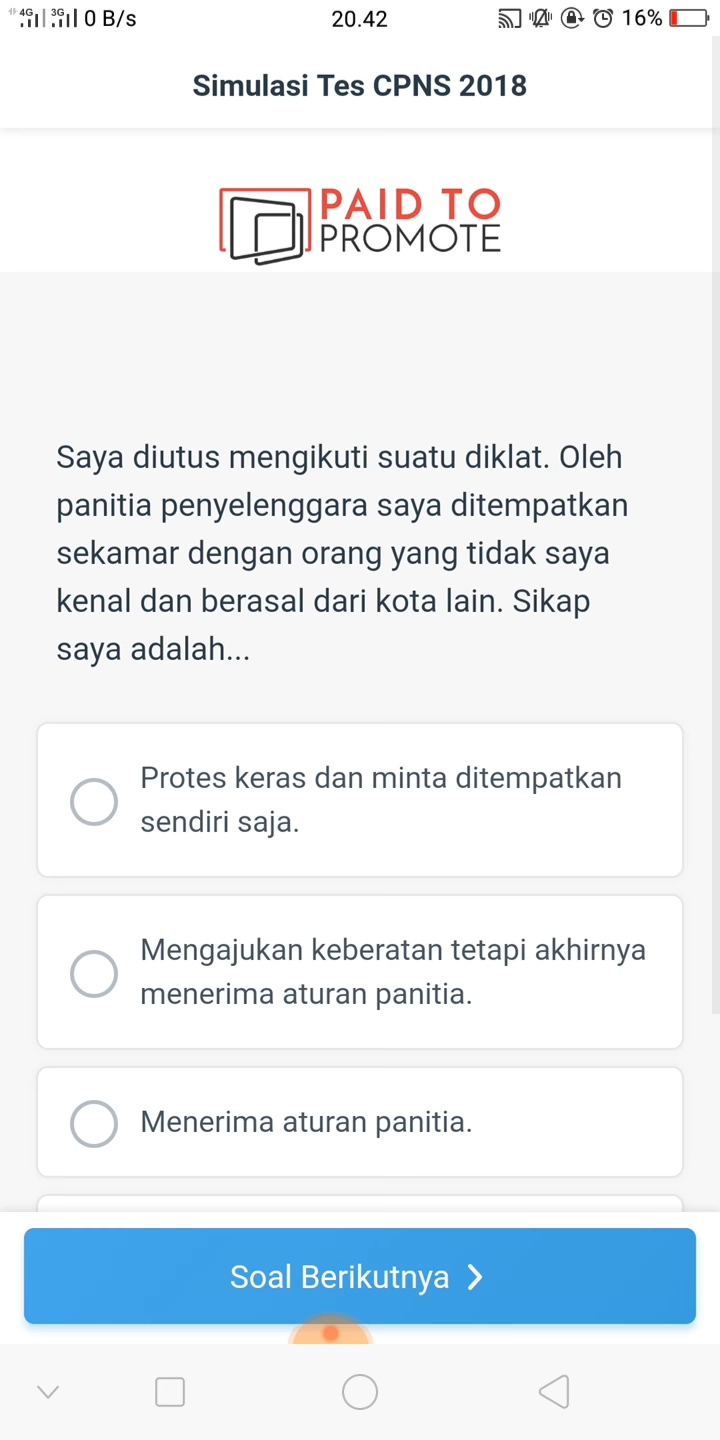 4G 3G 0 B/s 20.42 16%
Simulasi Tes CPNS 2018
PAID TO
PROMOTE
Saya diutus mengikuti suatu diklat. Oleh
panitia penyelenggara saya ditempatkan
sekamar dengan orang yang tidak saya
kenal dan berasal dari kota lain. Sikap
saya adalah...
Protes keras dan minta ditempatkan
sendiri saja.
Mengajukan keberatan tetapi akhirnya
menerima aturan panitia.
Menerima aturan panitia.
Soal Berikutnya